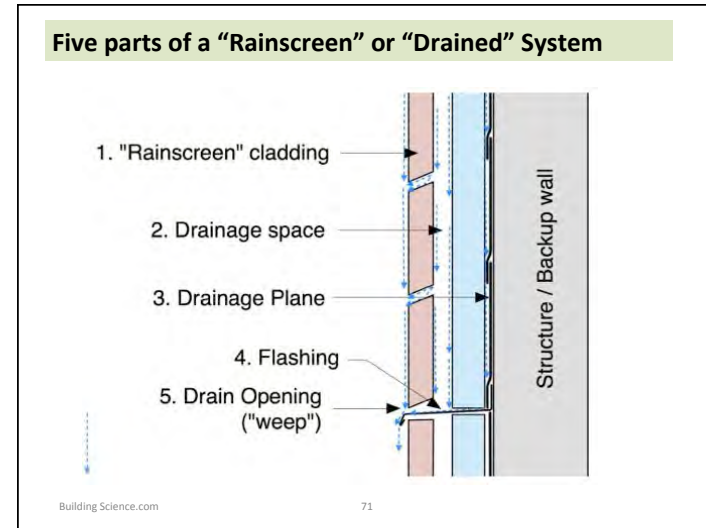 Five parts of a “Rainscreen” or “Drained” System
1. "Rainscreen" cladding
2. Drainage space
3. Drainage Plane
4. Flashing
5. Drain Opening
("weep")
Structure / Backup wall
Building Science.com
71